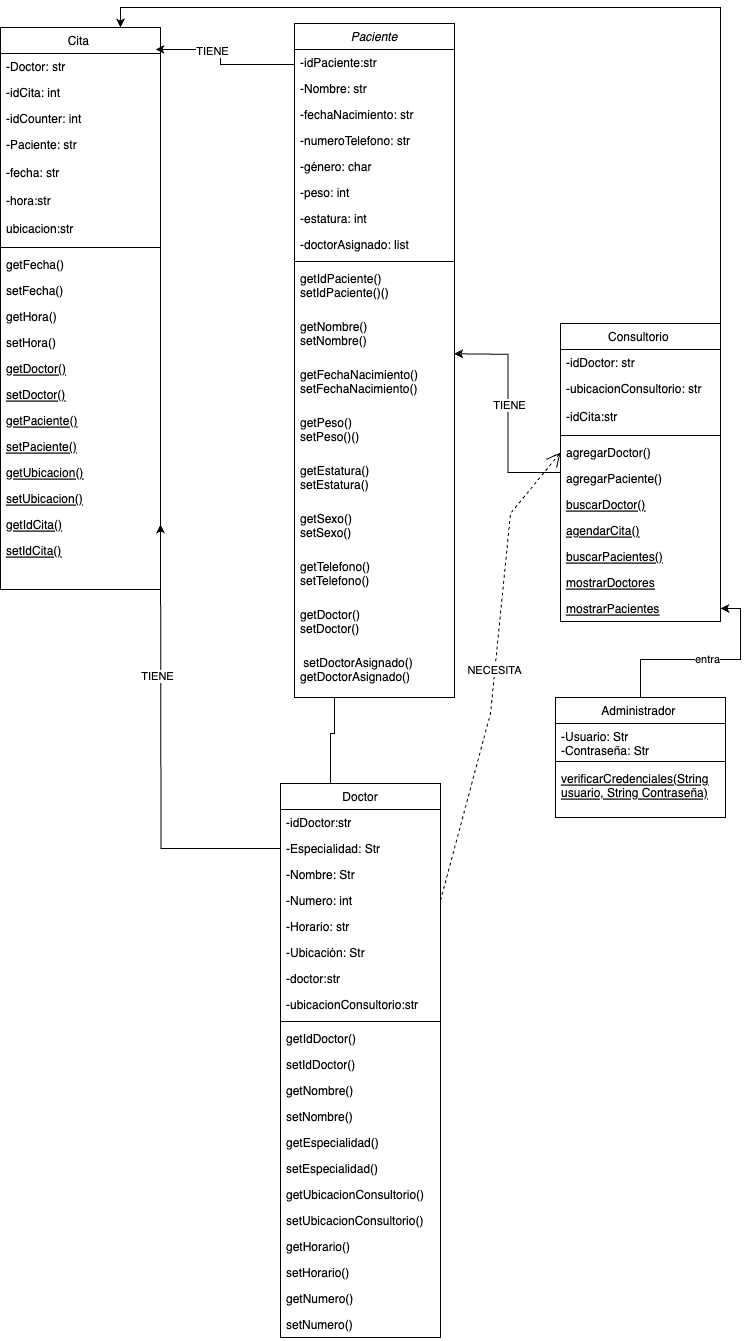 Cita
-Doctor: str
-idCita: int
-idCounter: int
-Paciente: str
-fecha: str
-hora:str
ubicacion:str
getFecha()
setFecha()
getHora()
setHora()
getDoctor()
setDoctor()
getPaciente()
setPaciente()
getUbicacion()
setUbicacion()
getIdCita()
setIdCita()
TIENE
Paciente
-idPaciente:str
-Nombre: str
-fechaNacimiento: str
-numeroTelefono: str
-género: char
-peso: int
-estatura: int
-doctorAsignado: list
getIdPaciente()
setIdPaciente()()
getNombre()
setNombre()
getFechaNacimiento()
setFechaNacimiento()
getPeso()
setPeso()()
getEstatura()
setEstatura()
getSexo()
setSexo()
getTelefono()
setTelefono()
getDoctor()
setDoctor()
setDoctorAsignado()
getDoctorAsignado()
TIENE
Consultorio
-idDoctor: str
-ubicacionConsultorio: str
-idCita:str
agregarDoctor()
agregarPaciente()
buscarDoctor()
agendarCita()
buscarPacientes()
mostrarDoctores
mostrarPacientes
entra
NECESITA
TIENE
Administrador
-Usuario: Str
-Contraseña: Str
verificarCredenciales(String
usuario, String Contraseña)
Doctor
-idDoctor:str
-Especialidad: Str
-Nombre: Str
-Numero: int
-Horario: str
-Ubicación: Str
-doctor:str
-ubicacionConsultorio:str
getIdDoctor()
setIdDoctor()
getNombre()
setNombre()
getEspecialidad()
setEspecialidad()
getUbicacionConsultorio()
setUbicacionConsultorio()
getHorario()
setHorario()
getNumero()
setNumero()